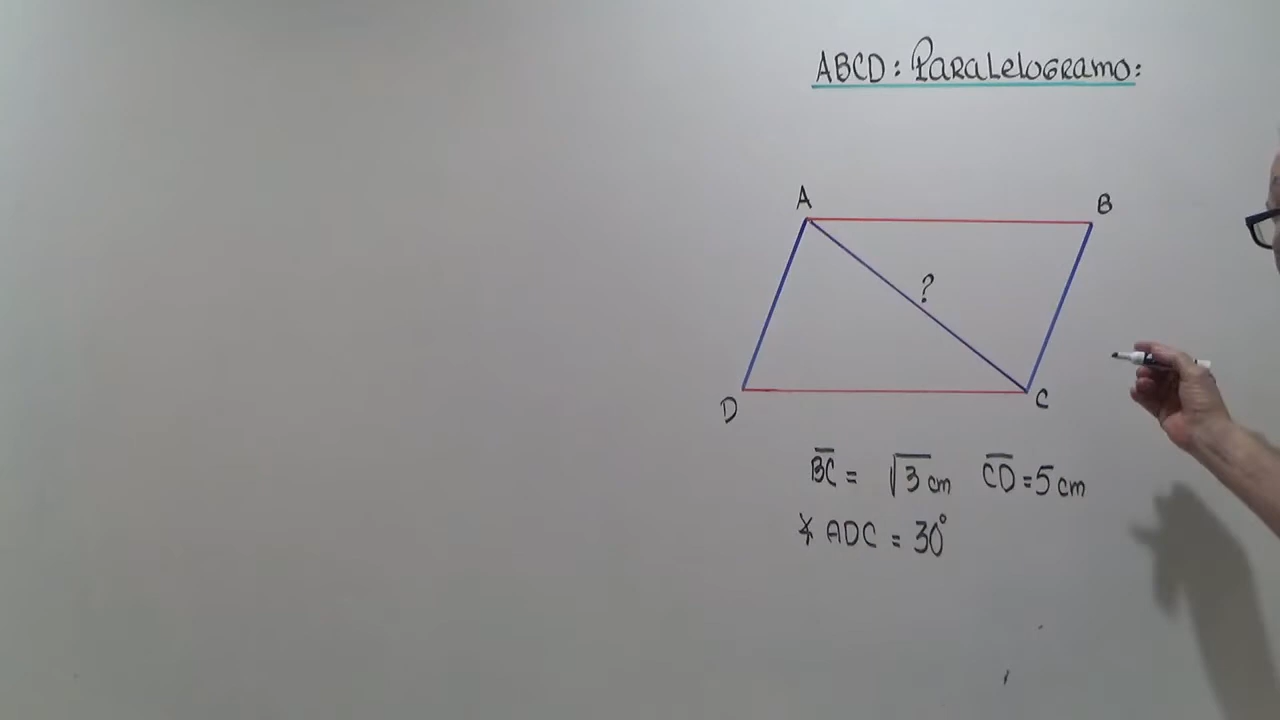 ABCD: Paralelogramo:
A
B
?
D
C
BC = √3 cm CD = 5 cm
∡ ADC = 30°